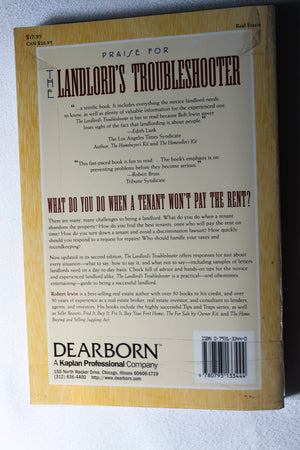 $17.95
CAN $26.95
Real Estate
PRAISE FOR
THE LANDLORD'S TROUBLESHOOTER
"...a terrific book. It includes everything the novice landlord needs
to know, as well as plenty of valuable information for the experienced one.
The Landlord's Troubleshooter is fun to read because Bob Irwin never
loses sight of the fact that landlording is about people."
—Edith Lank
The Los Angeles Times Syndicate
Author, The Homebuyer's Kit and The Homeseller's Kit
"This fast-paced book is fun to read.... The book's emphasis is on
preventing problems before they become serious."
—Robert Bruss
Tribune Syndicate
WHAT DO YOU DO WHEN A TENANT WON'T PAY THE RENT?
There are many, many challenges to being a landlord. What do you do when a tenant
abandons the property? How do you find the best tenants, ones who will pay the rent on
time? How do you turn down a tenant and avoid a discrimination lawsuit? How quickly
should you respond to a request for repairs? Who should handle your taxes and
recordkeeping?
Now updated in its second edition, The Landlord's Troubleshooter offers responses for just about
every situation—what to say, how to say it, and what not to say—including samples of letters
landlords need on a day-to-day basis. Chock full of advice and hands-on tips for the novice and
experienced landlord alike, The Landlord's Troubleshooter is a practical—and oftentimes
entertaining—guide to being a successful landlord.
Robert Irwin is a best-selling real estate author with over 50 books to his credit, and over
30 years of experience as a real estate broker, real estate investor, and consultant to lenders,
agents, and investors. His books include the highly successful Tips and Traps series, as well
as Seller Beware; Find It, Buy It, Fix It; Buy Your First Home; The For Sale by Owner Kit; and The Home
Buying and Selling Juggling Act.
DEARBORN™
A Kaplan Professional Company
155 North Wacker Drive, Chicago, Illinois 60606-1719
(312) 836-4400 http://www.dearborn.com
ISBN 0-7931-3344-0
9 780793 133444